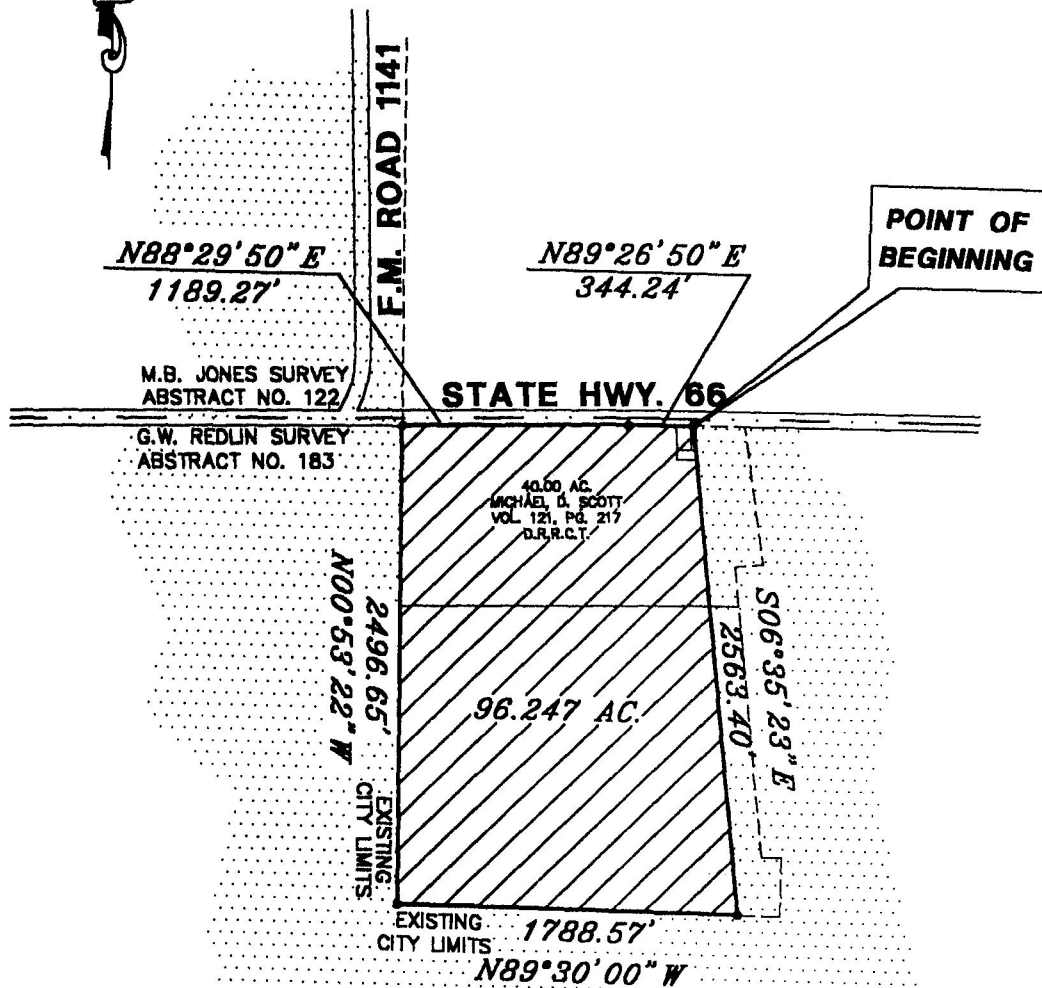 F.M. ROAD 1141
POINT OF
BEGINNING
N88°29'50"E
1189.27'
N89°26'50"E
344.24'
M.B. JONES SURVEY
ABSTRACT NO. 122
STATE HWY. 66
G.W. REDLIN SURVEY
ABSTRACT NO. 183
40.00 AC.
MICHAEL D. SCOTT
VOL. 121, PG. 217
D.R.R.C.T.
2496.65'
N00°53'22"W
S06°35'23"E
2563.40'
96.247 AC.
EXISTING
CITY LIMITS
EXISTING
CITY LIMITS
1788.57'
N89°30'00"W